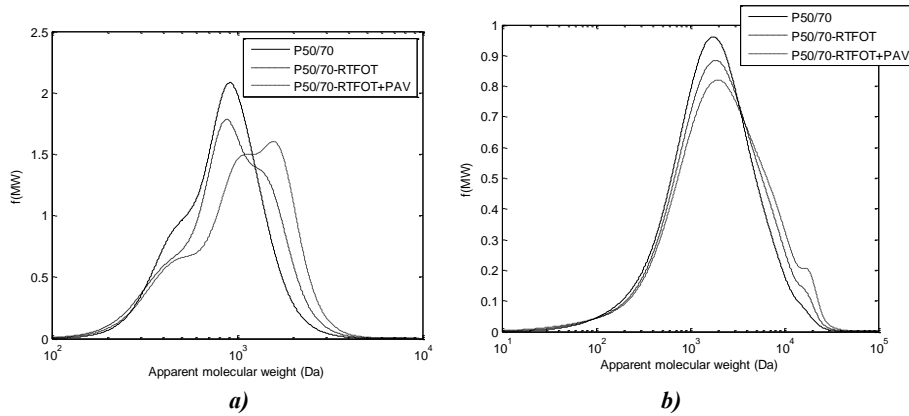 2.5
2
1.5
1
0.5
0
f(MW)
10^2
10^3
10^4
Apparent molecular weight (Da)
P50/70
P50/70-RTFOT
P50/70-RTFOT+PAV
a)
1
0.9
0.8
0.7
0.6
0.5
0.4
0.3
0.2
0.1
0
f(MW)
10^1
10^2
10^3
10^4
10^5
Apparent molecular weight (Da)
P50/70
P50/70-RTFOT
P50/70-RTFOT+PAV
b)